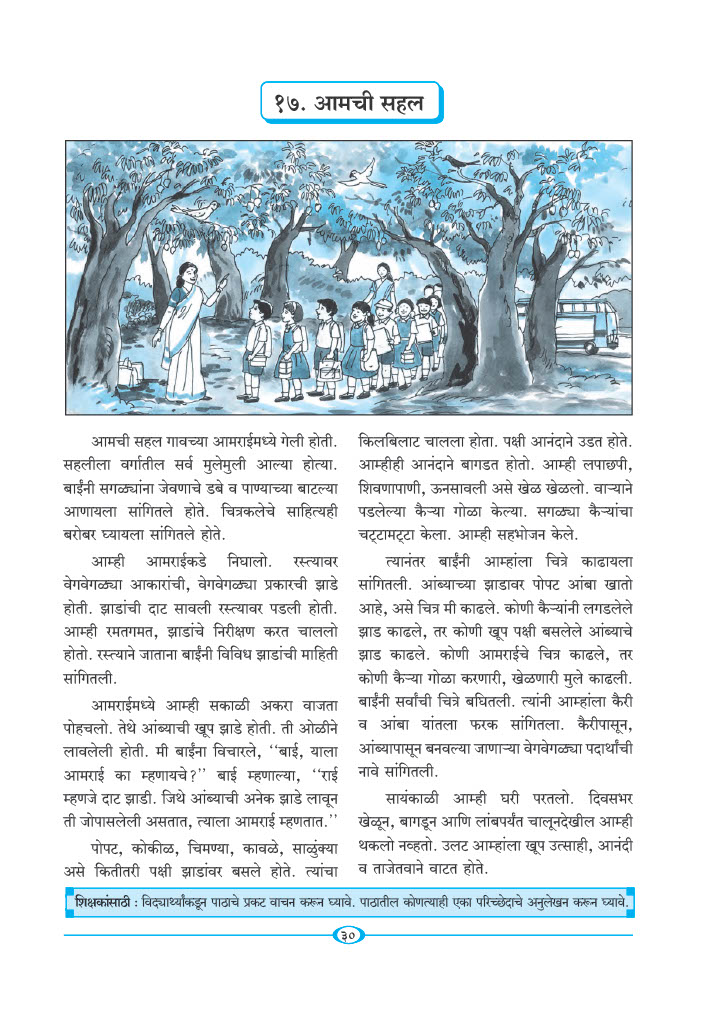 १७. आमची सहल
आमची सहल गावच्या आमराईमध्ये गेली होती.
सहलीला वर्गातील सर्व मुलेमुली आल्या होत्या.
बाईंनी सगळ्यांना जेवणाचे डबे व पाण्याच्या बाटल्या
आणायला सांगितले होते. चित्रकलेचे साहित्यही
बरोबर घ्यायला सांगितले होते.
आम्ही आमराईकडे निघालो. रस्त्यावर
वेगवेगळ्या आकारांची, वेगवेगळ्या प्रकारची झाडे
होती. झाडांची दाट सावली रस्त्यावर पडली होती.
आम्ही रमतगमत, झाडांचे निरीक्षण करत चाललो
होतो. रस्त्याने जाताना बाईंनी विविध झाडांची माहिती
सांगितली.
आमराईमध्ये आम्ही सकाळी अकरा वाजता
पोहचलो. तेथे आंब्याची खूप झाडे होती. ती ओळीने
लावलेली होती. मी बाईंना विचारले, ‘‘बाई, याला
आमराई का म्हणायचे?’’ बाई म्हणाल्या, ‘‘राई
म्हणजे दाट झाडी. जिथे आंब्याची अनेक झाडे लावून
ती जोपासलेली असतात, त्याला आमराई म्हणतात.’’
पोपट, कोकीळ, चिमण्या, कावळे, साळुंक्या
असे कितीतरी पक्षी झाडांवर बसले होते. त्यांचा
किलबिलाट चालला होता. पक्षी आनंदाने उडत होते.
आम्हीही आनंदाने बागडत होतो. आम्ही लपाछपी,
शिवणापाणी, ऊनसावली असे खेळ खेळलो. वाऱ्याने
पडलेल्या कैऱ्या गोळा केल्या. सगळ्या कैऱ्यांचा
चट्टामट्टा केला. आम्ही सहभोजन केले.
त्यानंतर बाईंनी आम्हांला चित्रे काढायला
सांगितली. आंब्याच्या झाडावर पोपट आंबा खातो
आहे, असे चित्र मी काढले. कोणी कैऱ्यांनी लगडलेले
झाड काढले, तर कोणी खूप पक्षी बसलेले आंब्याचे
झाड काढले. कोणी आमराईचे चित्र काढले, तर
कोणी कैऱ्या गोळा करणारी, खेळणारी मुले काढली.
बाईंनी सर्वांची चित्रे बघितली. त्यांनी आम्हांला कैरी
व आंबा यांतला फरक सांगितला. कैरीपासून,
आंब्यापासून बनवल्या जाणाऱ्या वेगवेगळ्या पदार्थांची
नावे सांगितली.
सायंकाळी आम्ही घरी परतलो. दिवसभर
खेळून, बागडून आणि लांबपर्यंत चालूनदेखील आम्ही
थकलो नव्हतो. उलट आम्हांला खूप उत्साही, आनंदी
व ताजेतवाने वाटत होते.
शिक्षकांसाठी : विद्यार्थ्यांकडून पाठाचे प्रकट वाचन करून घ्यावे. पाठातील कोणत्याही एका परिच्छेदाचे अनुलेखन करून घ्यावे.
३०